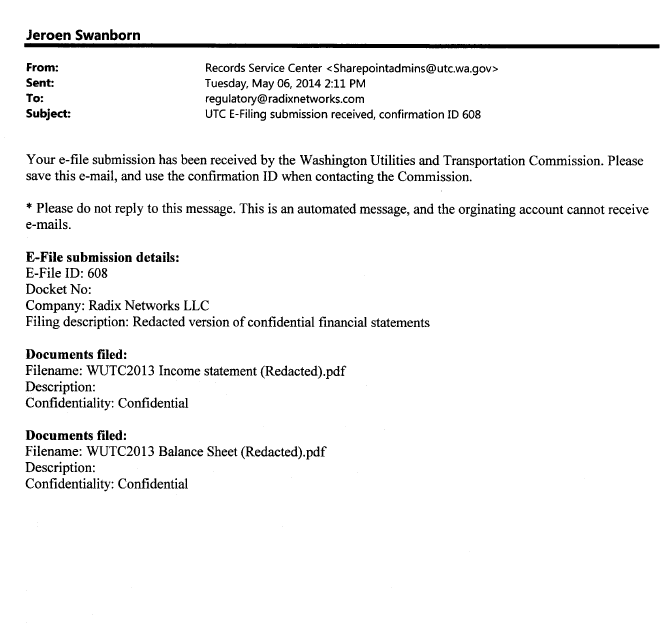 Jeroen Swanborn
From: Records Service Center <Sharepointadmins@utc.wa.gov>
Sent: Tuesday, May 06, 2014 2:11 PM
To: regulatory@radixnetworks.com
Subject: UTC E-Filing submission received, confirmation ID 608
Your e-file submission has been received by the Washington Utilities and Transportation Commission. Please
save this e-mail, and use the confirmation ID when contacting the Commission.
* Please do not reply to this message. This is an automated message, and the orginating account cannot receive
e-mails.
E-File submission details:
E-File ID: 608
Docket No:
Company: Radix Networks LLC
Filing description: Redacted version of confidential financial statements
Documents filed:
Filename: WUTC2013 Income statement (Redacted).pdf
Description:
Confidentiality: Confidential
Documents filed:
Filename: WUTC2013 Balance Sheet (Redacted).pdf
Description:
Confidentiality: Confidential